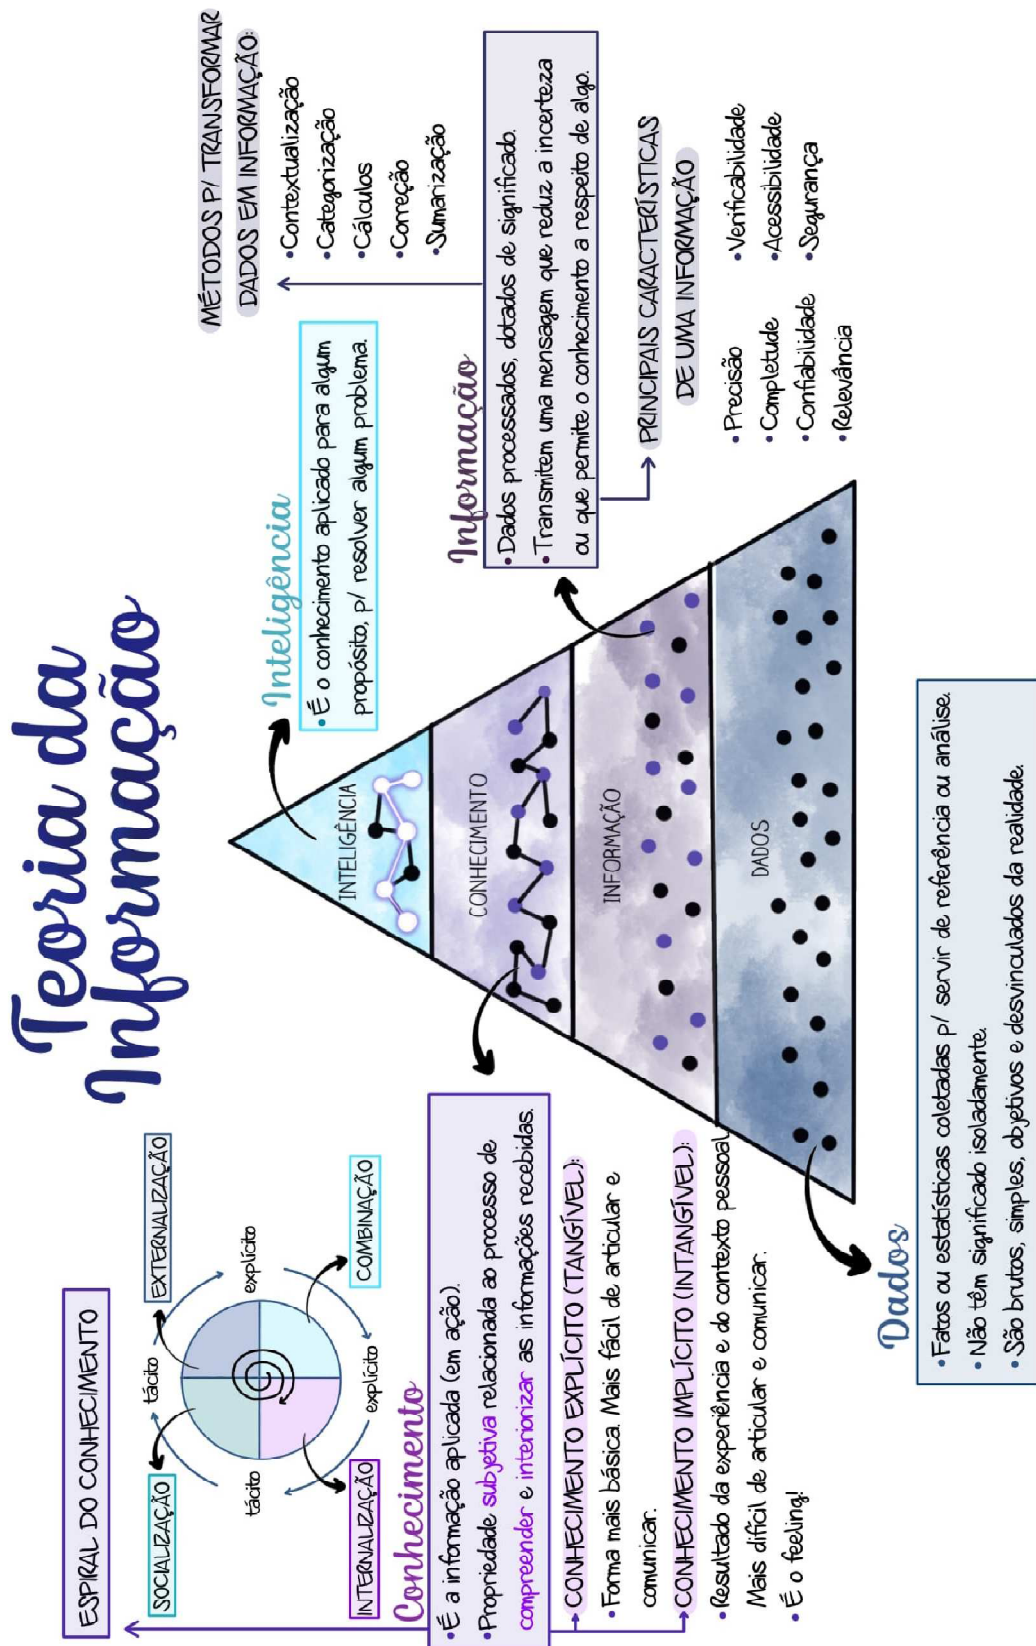 Teoria da
Informação
ESPIRAL DO CONHECIMENTO
SOCIALIZAÇÃO
EXTERNALIZAÇÃO
tácito
tácito
explícito
explícito
INTERNALIZAÇÃO
COMBINAÇÃO
Conhecimento
• É a informação aplicada (em ação).
• Propriedade subjetiva relacionada ao processo de
compreender e interiorizar as informações recebidas.
CONHECIMENTO EXPLÍCITO (TANGÍVEL):
• Forma mais básica. Mais fácil de articular e
comunicar.
CONHECIMENTO IMPLÍCITO (INTANGÍVEL):
• Resultado da experiência e do contexto pessoal.
Mais difícil de articular e comunicar.
• É o feeling!
INTELIGÊNCIA
CONHECIMENTO
INFORMAÇÃO
DADOS
Inteligência
• É o conhecimento aplicado para algum
propósito, p/ resolver algum problema.
MÉTODOS P/ TRANSFORMAR
DADOS EM INFORMAÇÃO:
• Contextualização
• Categorização
• Cálculos
• Correção
• Sumarização
Informação
• Dados processados, dotados de significado.
• Transmitem uma mensagem que reduz a incerteza
ou que permite o conhecimento a respeito de algo.
PRINCIPAIS CARACTERÍSTICAS
DE UMA INFORMAÇÃO
• Precisão
• Completude
• Confiabilidade
• Relevância
• Verificabilidade
• Acessibilidade
• Segurança
Dados
• Fatos ou estatísticas coletadas p/ servir de referência ou análise.
• Não têm significado isoladamente.
• São brutos, simples, objetivos e desvinculados da realidade.